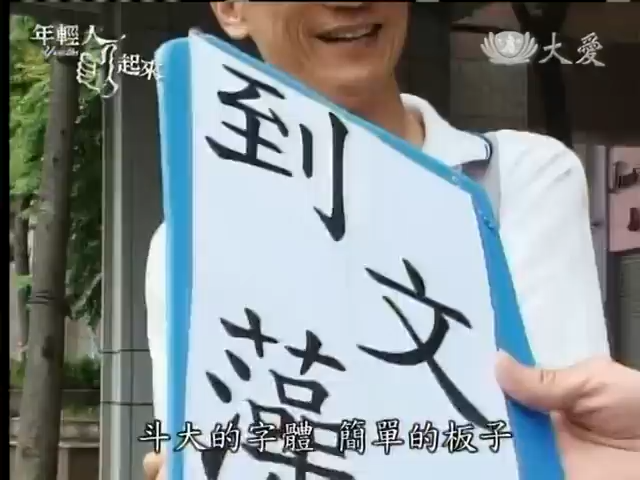 年輕人
起來
大愛
到
文
藻
斗大的字體 簡單的板子